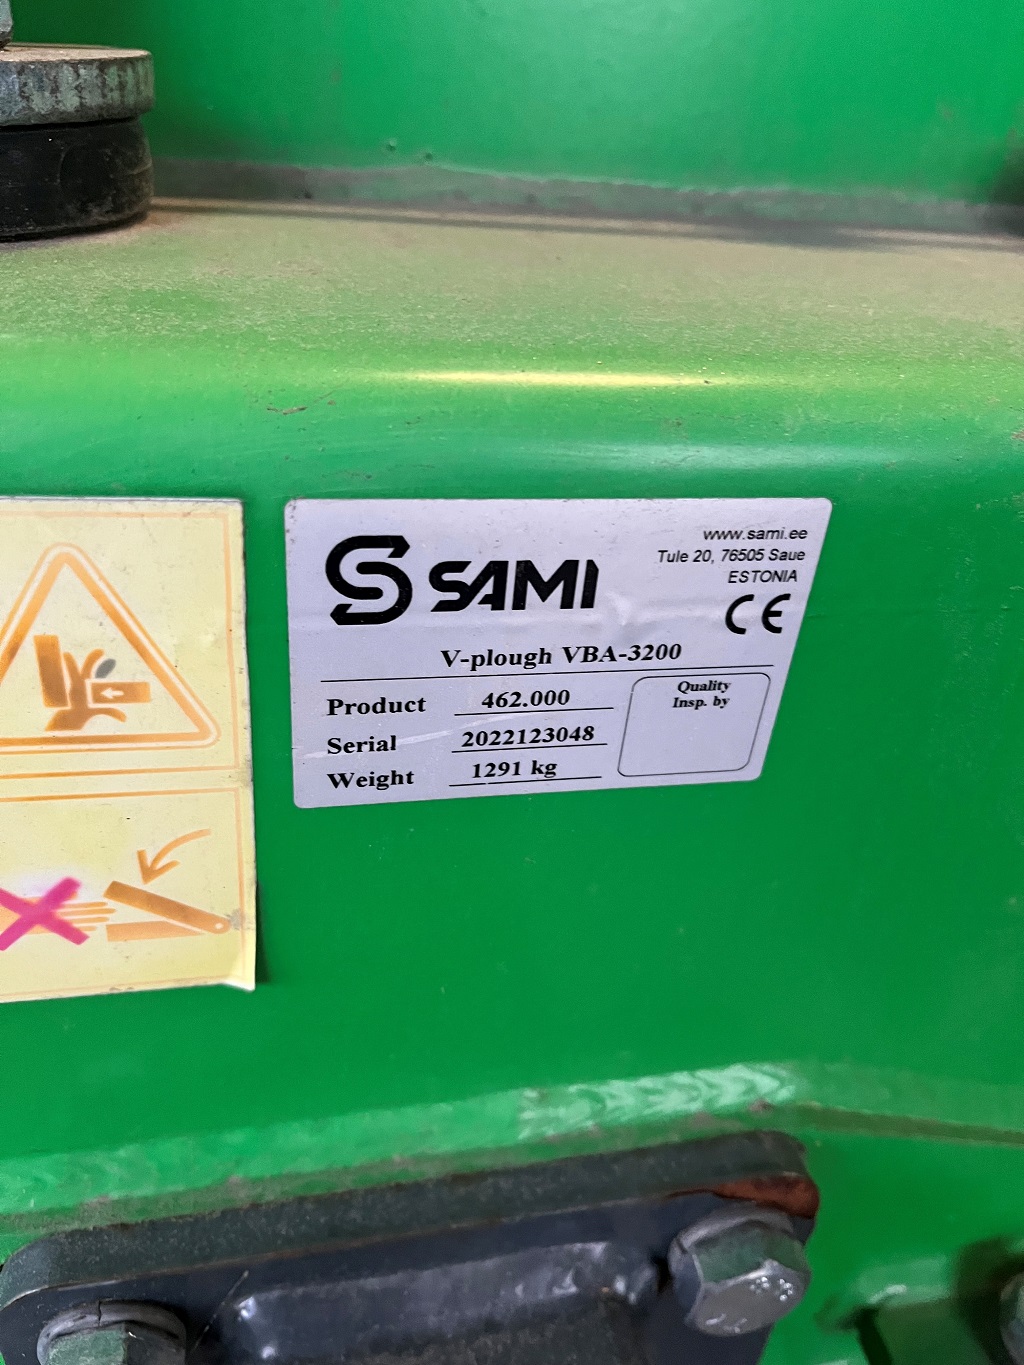 SAMI
www.sami.ee
Tule 20, 76505 Saue
ESTONIA
CE
V-plough VBA-3200
Product 462.000
Serial 2022123048
Weight 1291 kg
Quality
Insp. by